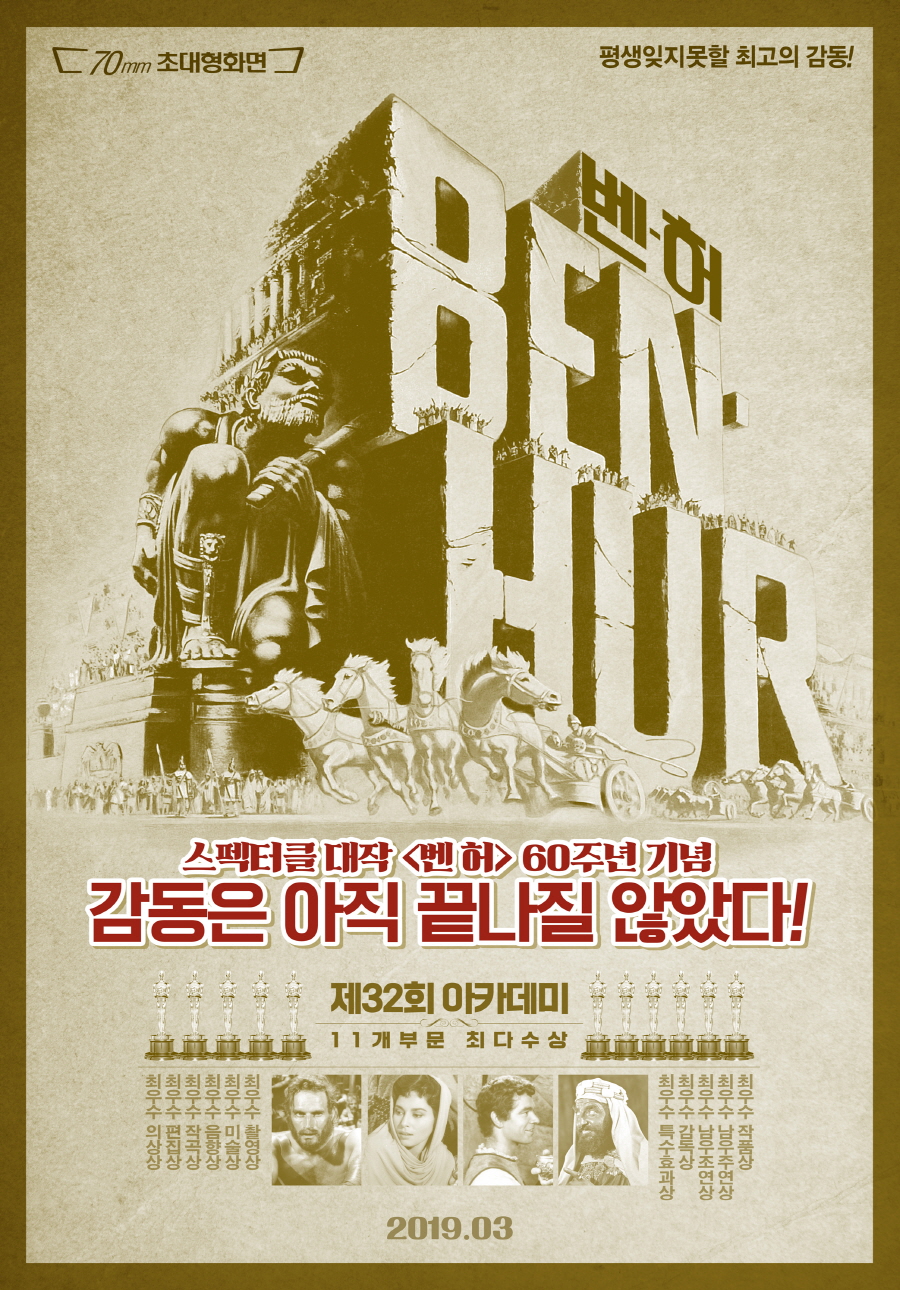 70mm 초대형화면
평생잊지못할 최고의 감동!
벤-허
BEN-
HUR
스펙터클 대작 <벤 허> 60주년 기념
감동은 아직 끝나질 않았다!
제32회 아카데미
11개부문 최다수상
최우수 의상상
최우수 편집상
최우수 작곡상
최우수 음향상
최우수 미술상
최우수 촬영상
최우수 특수효과상
최우수 감독상
최우수 남우조연상
최우수 남우주연상
최우수 작품상
2019.03